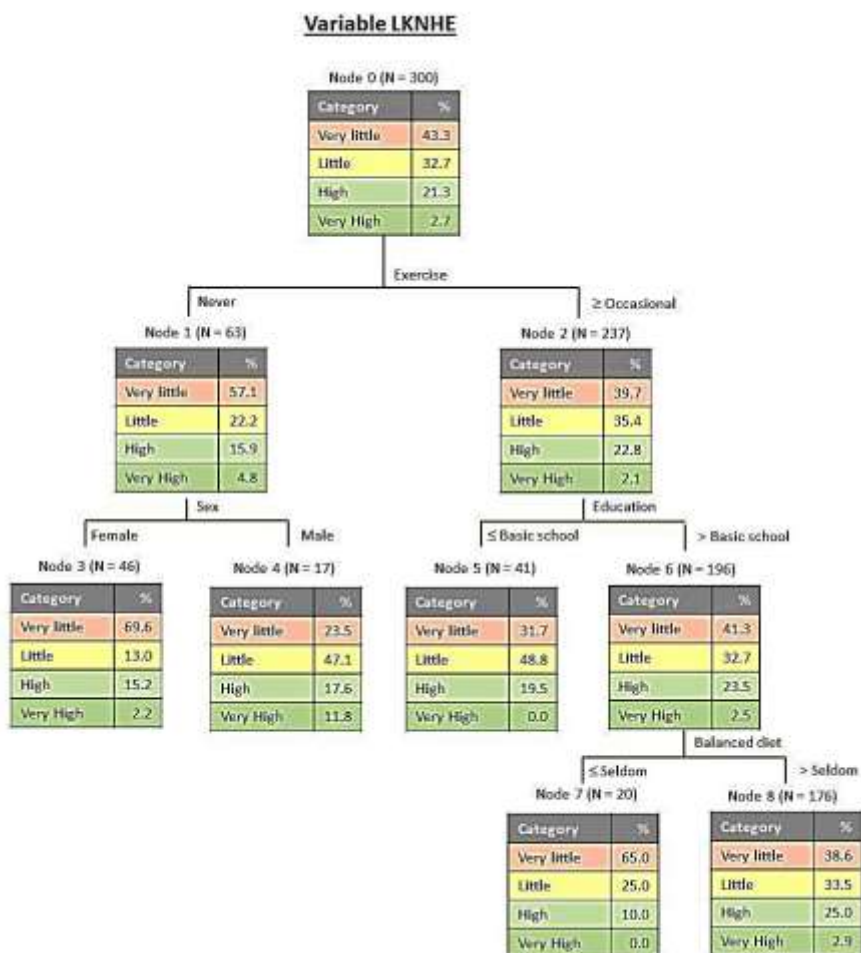 Variable LKNHE
Node 0 (N = 300)
Category %
Very little 43.3
Little 32.7
High 21.3
Very High 2.7
Exercise
Never
≥ Occasional
Node 1 (N = 63)
Category %
Very little 57.1
Little 22.2
High 15.9
Very High 4.8
Node 2 (N = 237)
Category %
Very little 39.7
Little 35.4
High 22.8
Very High 2.1
Sex
Female
Male
Education
≤ Basic school
> Basic school
Node 3 (N = 46)
Category %
Very little 69.6
Little 13.0
High 15.2
Very High 2.2
Node 4 (N = 17)
Category %
Very little 23.5
Little 47.1
High 17.6
Very High 11.8
Node 5 (N = 41)
Category %
Very little 31.7
Little 48.8
High 19.5
Very High 0.0
Node 6 (N = 196)
Category %
Very little 41.3
Little 32.7
High 23.5
Very High 2.5
Balanced diet
≤ Seldom
> Seldom
Node 7 (N = 20)
Category %
Very little 65.0
Little 25.0
High 10.0
Very High 0.0
Node 8 (N = 176)
Category %
Very little 38.6
Little 33.5
High 25.0
Very High 2.9